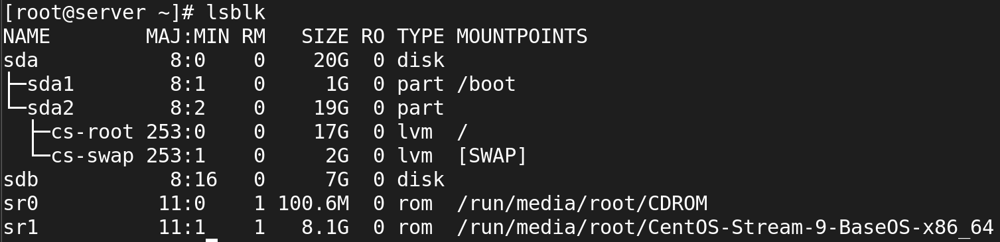 [root@server ~]# lsblk
NAME        MAJ:MIN RM   SIZE RO TYPE MOUNTPOINTS
sda           8:0    0    20G  0 disk
├─sda1        8:1    0     1G  0 part /boot
└─sda2        8:2    0    19G  0 part
  ├─cs-root 253:0    0    17G  0 lvm  /
  └─cs-swap 253:1    0     2G  0 lvm  [SWAP]
sdb           8:16   0     7G  0 disk
sr0          11:0    1 100.6M  0 rom  /run/media/root/CDROM
sr1          11:1    1   8.1G  0 rom  /run/media/root/CentOS-Stream-9-BaseOS-x86_64